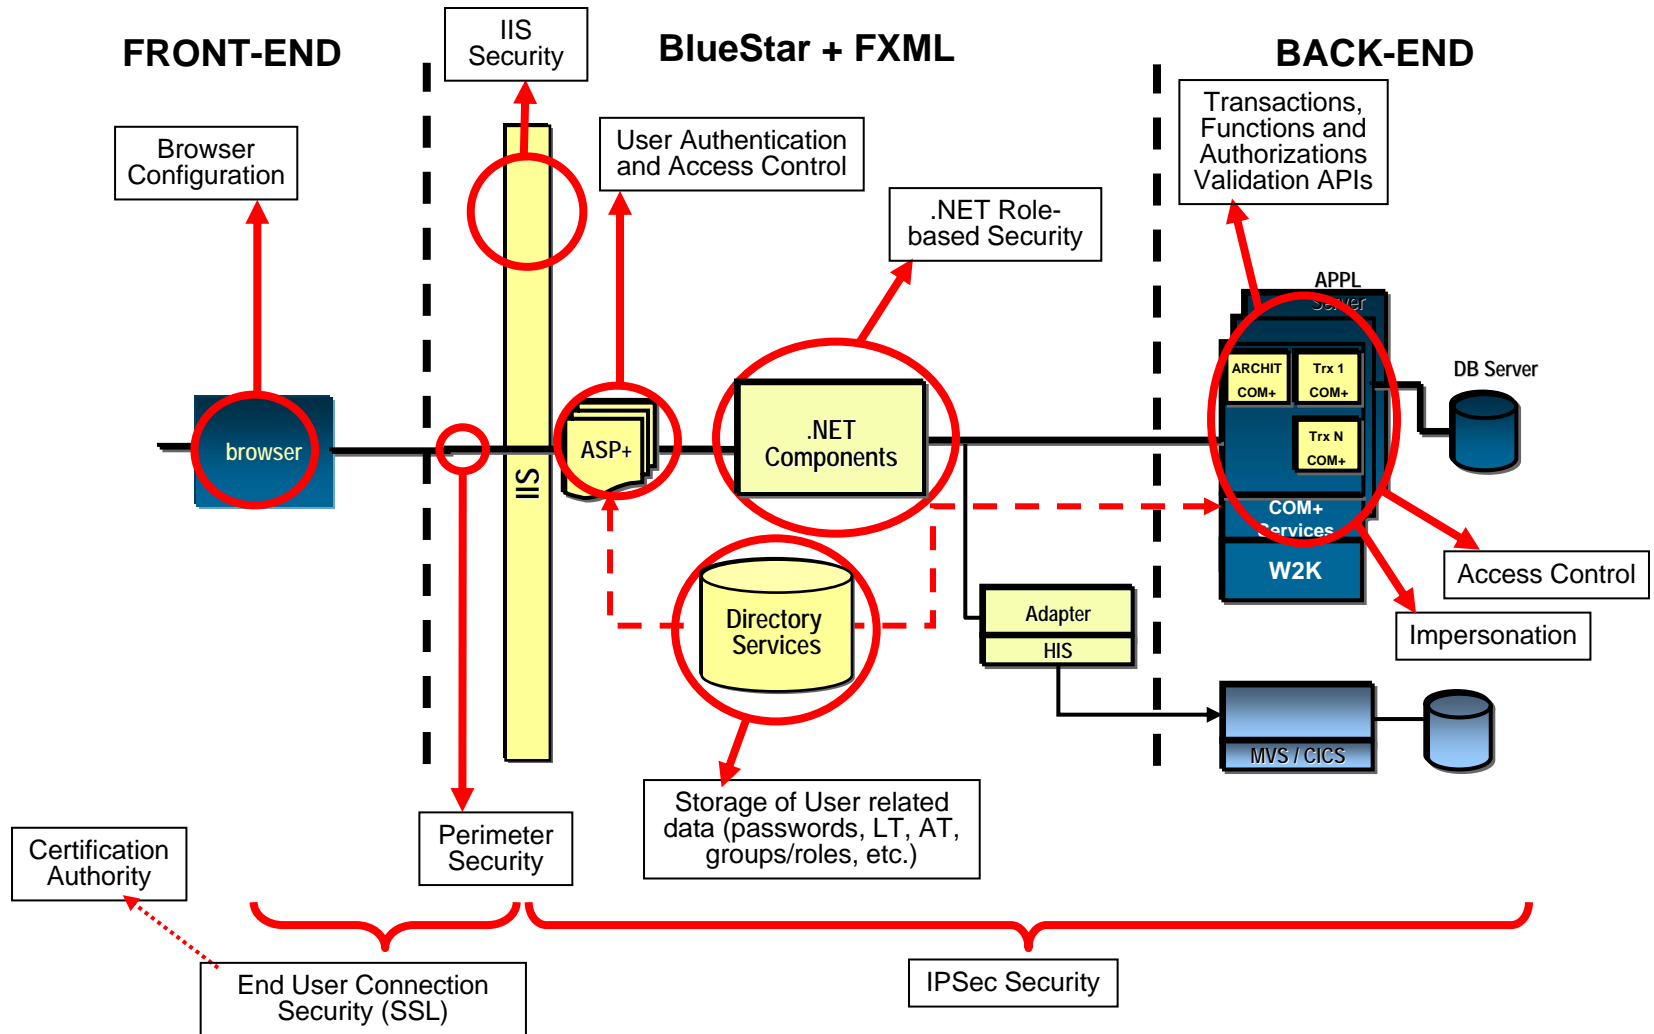 FRONT-END
BlueStar + FXML
BACK-END
IIS
Security
Browser
Configuration
User Authentication
and Access Control
.NET Role-
based Security
Transactions,
Functions and
Authorizations
Validation APIs
APPL
Server
ARCHIT
COM+
Trx 1
COM+
Trx N
COM+
COM+
Services
W2K
DB Server
browser
IIS
ASP+
.NET
Components
Directory
Services
Adapter
HIS
MVS / CICS
Access Control
Impersonation
Storage of User related
data (passwords, LT, AT,
groups/roles, etc.)
Perimeter
Security
Certification
Authority
End User Connection
Security (SSL)
IPSec Security